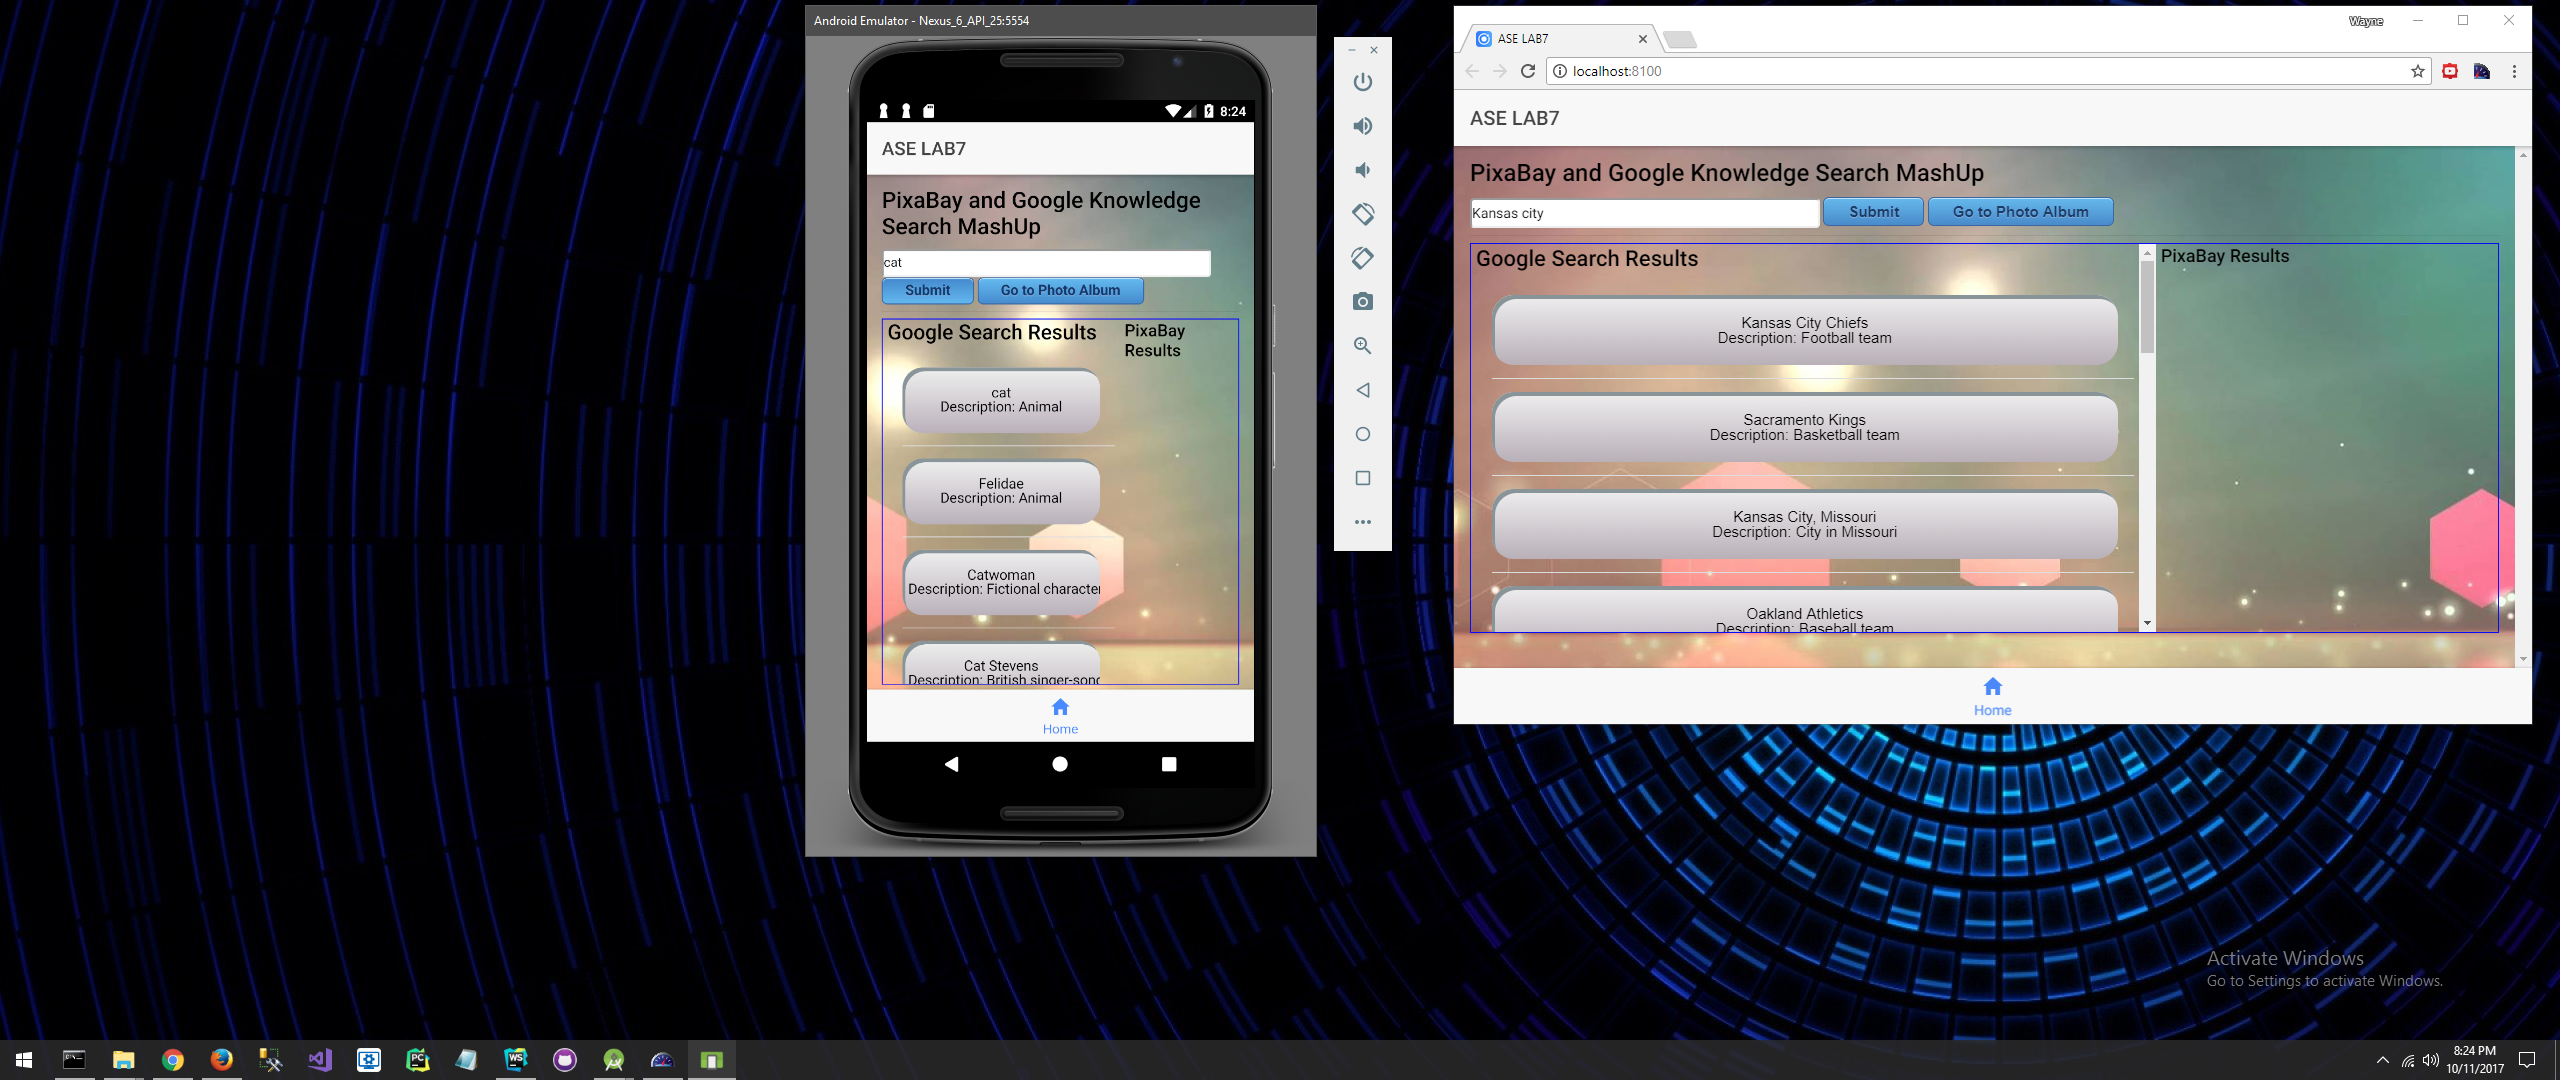 Android Emulator - Nexus_6_API_25:5554
8:24
ASE LAB7
PixaBay and Google Knowledge
Search MashUp
cat
Submit
Go to Photo Album
Google Search Results
PixaBay
Results
cat
Description: Animal
Felidae
Description: Animal
Catwoman
Description: Fictional character
Cat Stevens
Description: British singer-song
Home
Wayne
ASE LAB7
localhost:8100
ASE LAB7
PixaBay and Google Knowledge Search MashUp
Kansas city
Submit
Go to Photo Album
Google Search Results
PixaBay Results
Kansas City Chiefs
Description: Football team
Sacramento Kings
Description: Basketball team
Kansas City, Missouri
Description: City in Missouri
Oakland Athletics
Description: Baseball team
Home
Activate Windows
Go to Settings to activate Windows.
PC
WS
8:24 PM
10/11/2017